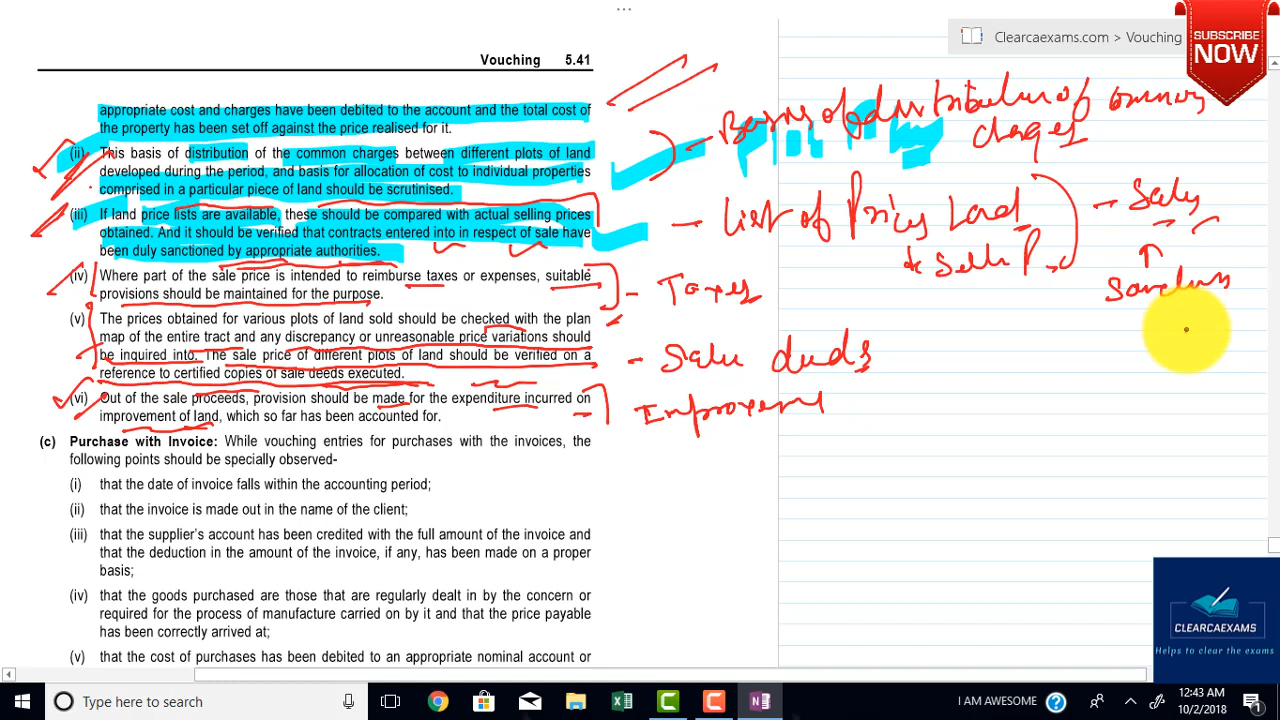 Vouching 5.41
appropriate cost and charges have been debited to the account and the total cost of
the property has been set off against the price realised for it.
(ii) This basis of distribution of the common charges between different plots of land
developed during the period, and basis for allocation of cost to individual properties
comprised in a particular piece of land should be scrutinised.
(iii) If land price lists are available, these should be compared with actual selling prices
obtained. And it should be verified that contracts entered into in respect of sale have
been duly sanctioned by appropriate authorities.
(iv) Where part of the sale price is intended to reimburse taxes or expenses, suitable
provisions should be maintained for the purpose.
(v) The prices obtained for various plots of land sold should be checked with the plan
map of the entire tract and any discrepancy or unreasonable price variations should
be inquired into. The sale price of different plots of land should be verified on a
reference to certified copies of sale deeds executed.
(vi) Out of the sale proceeds, provision should be made for the expenditure incurred on
improvement of land, which so far has been accounted for.
(c) Purchase with Invoice: While vouching entries for purchases with the invoices, the
following points should be specially observed-
(i) that the date of invoice falls within the accounting period;
(ii) that the invoice is made out in the name of the client;
(iii) that the supplier's account has been credited with the full amount of the invoice and
that the deduction in the amount of the invoice, if any, has been made on a proper
basis;
(iv) that the goods purchased are those that are regularly dealt in by the concern or
required for the process of manufacture carried on by it and that the price payable
has been correctly arrived at;
(v) that the cost of purchases has been debited to an appropriate nominal account or
Clearcaexams.com > Vouching
SUBSCRIBE
NOW
- Basis of of
charges
- List of Prices Land
- Taxes
- Sale deeds
Improvement
CLEARCAEXAMS
Helps to clear the exams
Type here to search
I AM AWESOME
12:43 AM
10/2/2018